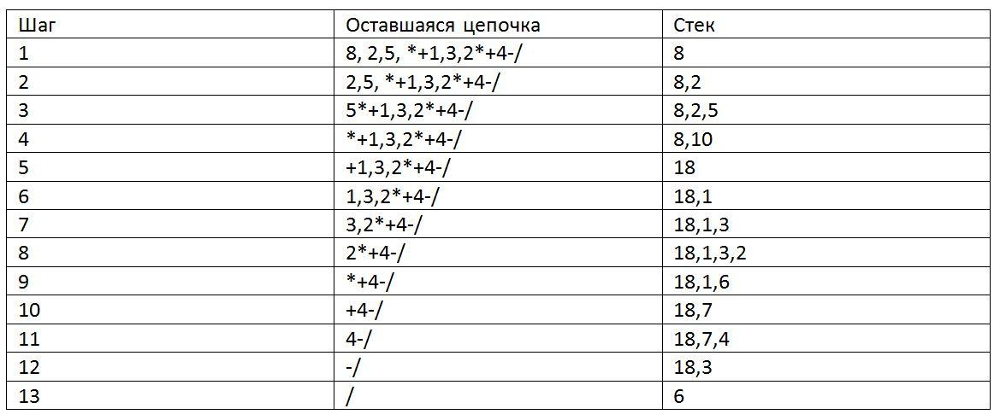 Шаг Оставшаяся цепочка Стек
1 8, 2,5, *+1,3,2*+4-/ 8
2 2,5, *+1,3,2*+4-/ 8,2
3 5*+1,3,2*+4-/ 8,2,5
4 *+1,3,2*+4-/ 8,10
5 +1,3,2*+4-/ 18
6 1,3,2*+4-/ 18,1
7 3,2*+4-/ 18,1,3
8 2*+4-/ 18,1,3,2
9 *+4-/ 18,1,6
10 +4-/ 18,7
11 4-/ 18,7,4
12 -/ 18,3
13 / 6